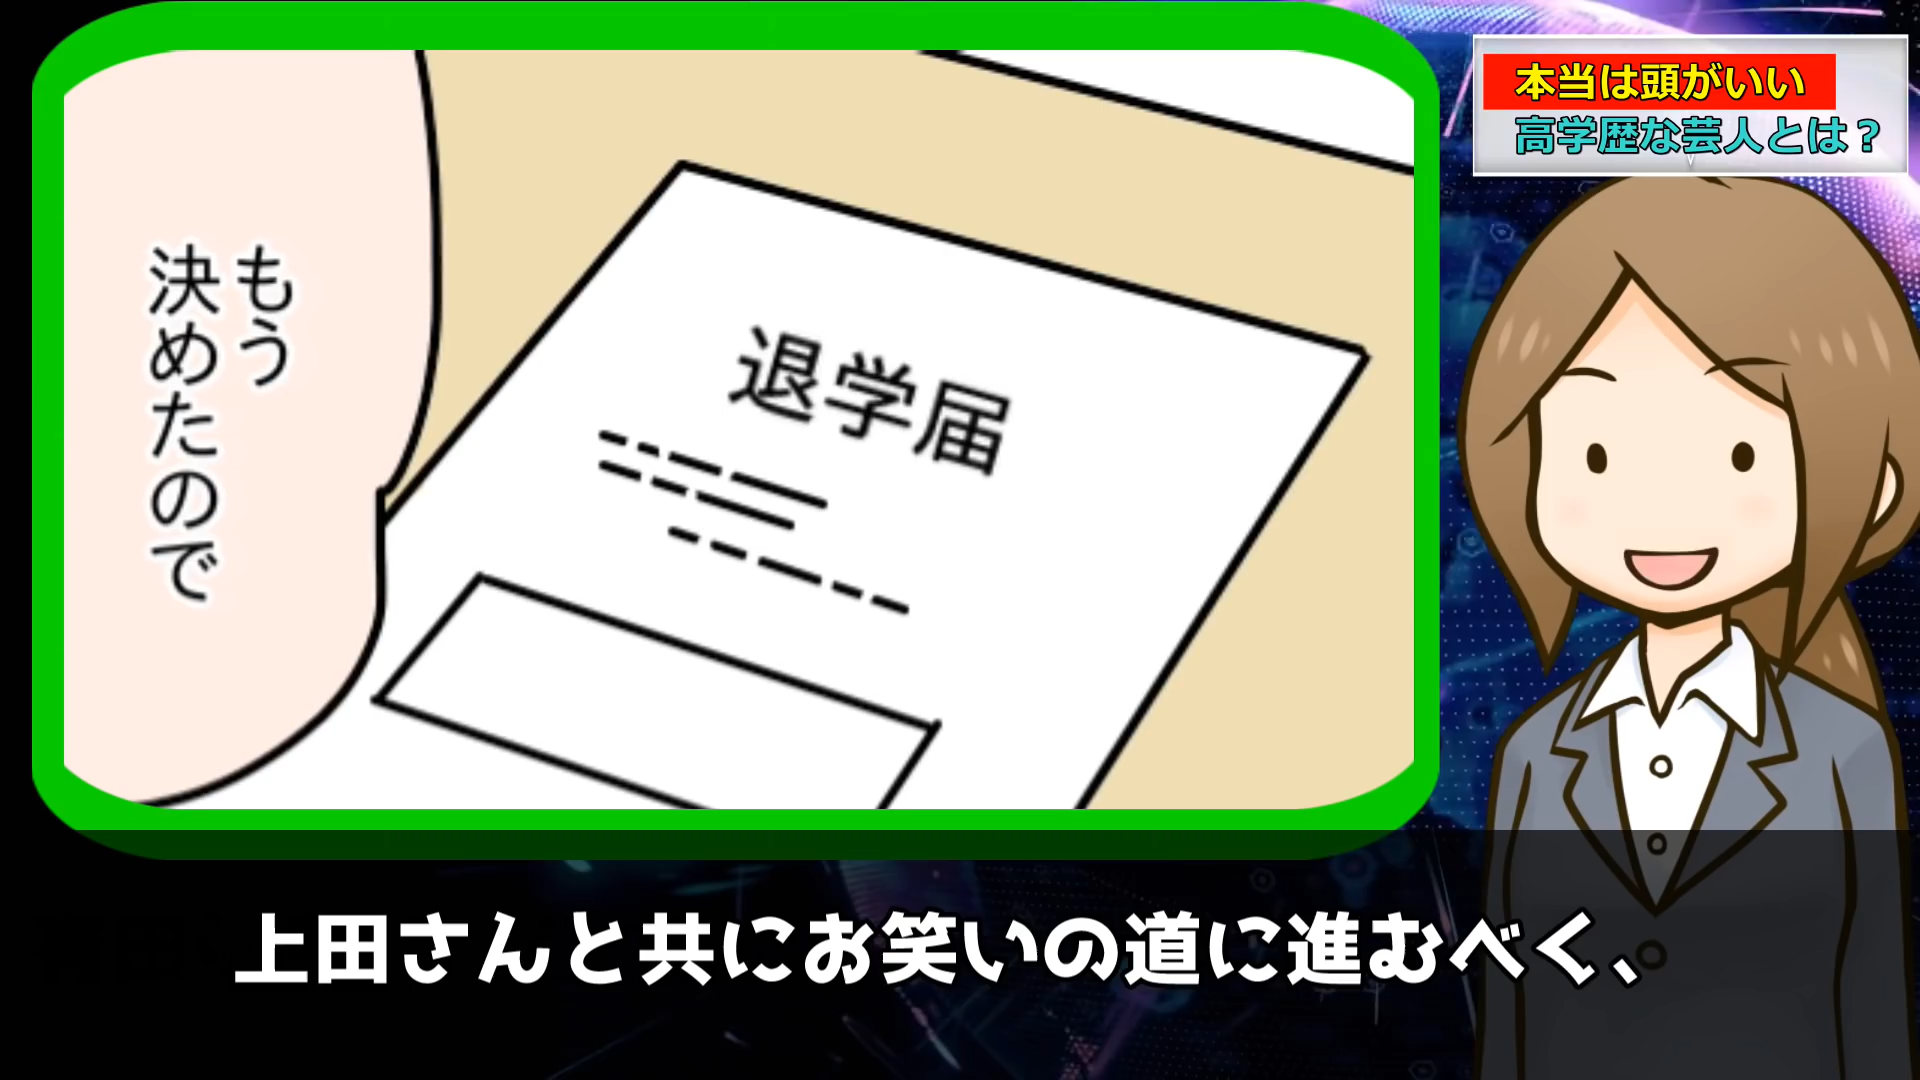 本当は頭がいい
高学歴な芸人とは？
もう
決めたので
退学届
上田さんと共にお笑いの道に進むべく、